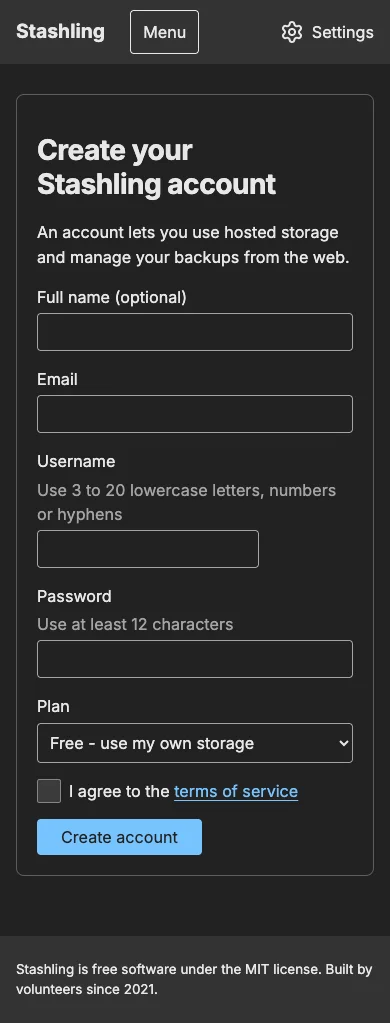 Stashling
Menu
Settings
Create your
Stashling account
An account lets you use hosted storage
and manage your backups from the web.
Full name (optional)
Email
Username
Use 3 to 20 lowercase letters, numbers
or hyphens
Password
Use at least 12 characters
Plan
Free - use my own storage
I agree to the terms of service
Create account
Stashling is free software under the MIT license. Built by
volunteers since 2021.